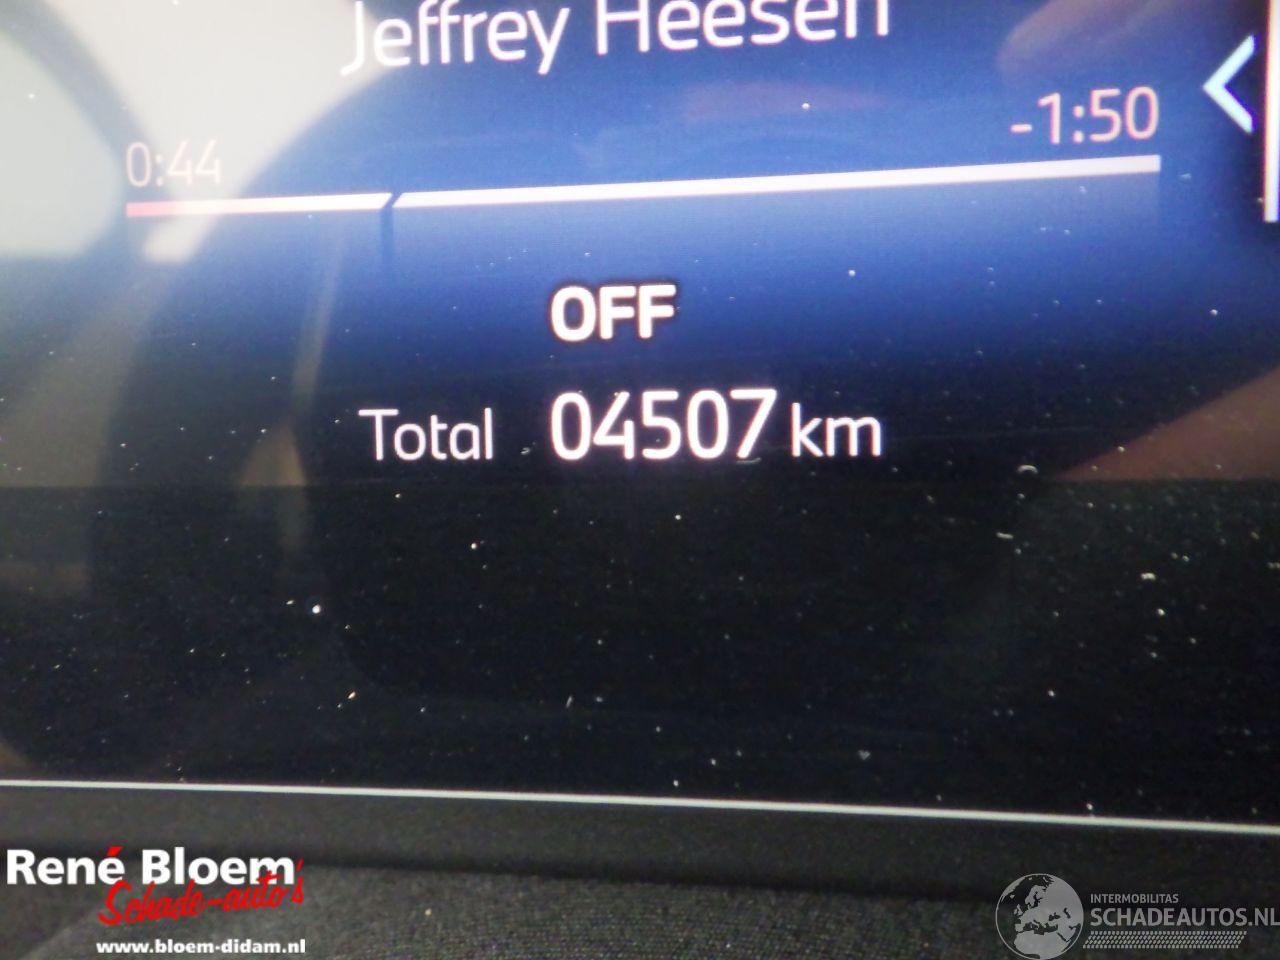 Jeffrey Heesen
0:44 -1:50
OFF
Total 04507 km
René Bloem
Schade-auto's
www.bloem-didam.nl
INTERMOBILITAS
SCHADEAUTOS.NL